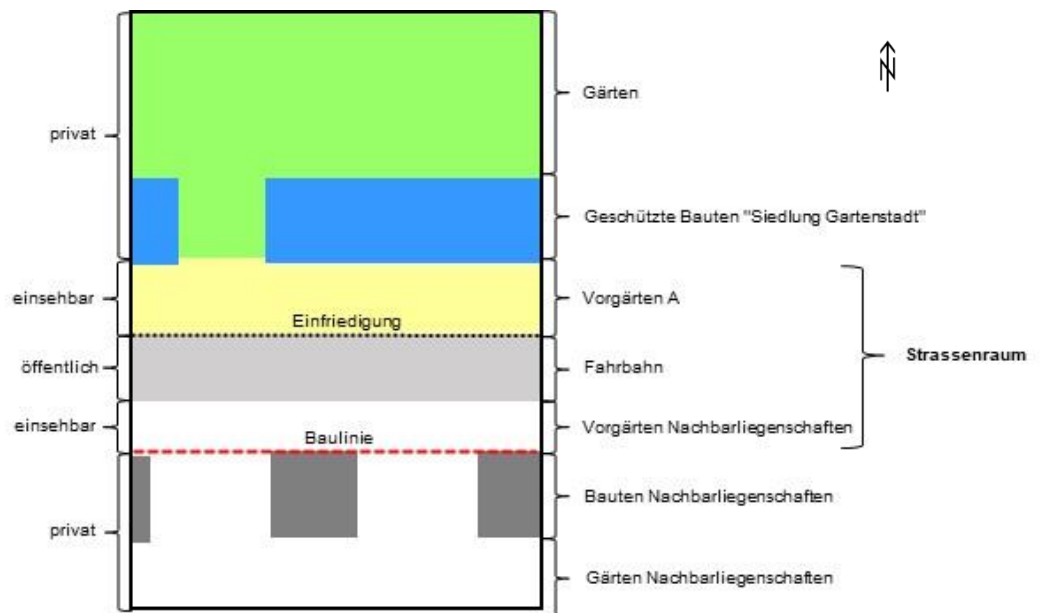 N
Gärten
privat
Geschützte Bauten "Siedlung Gartenstadt"
einsehbar
Vorgärten A
Einfriedigung
Strassenraum
öffentlich
Fahrbahn
einsehbar
Vorgärten Nachbarliegenschaften
Baulinie
Bauten Nachbarliegenschaften
privat
Gärten Nachbarliegenschaften